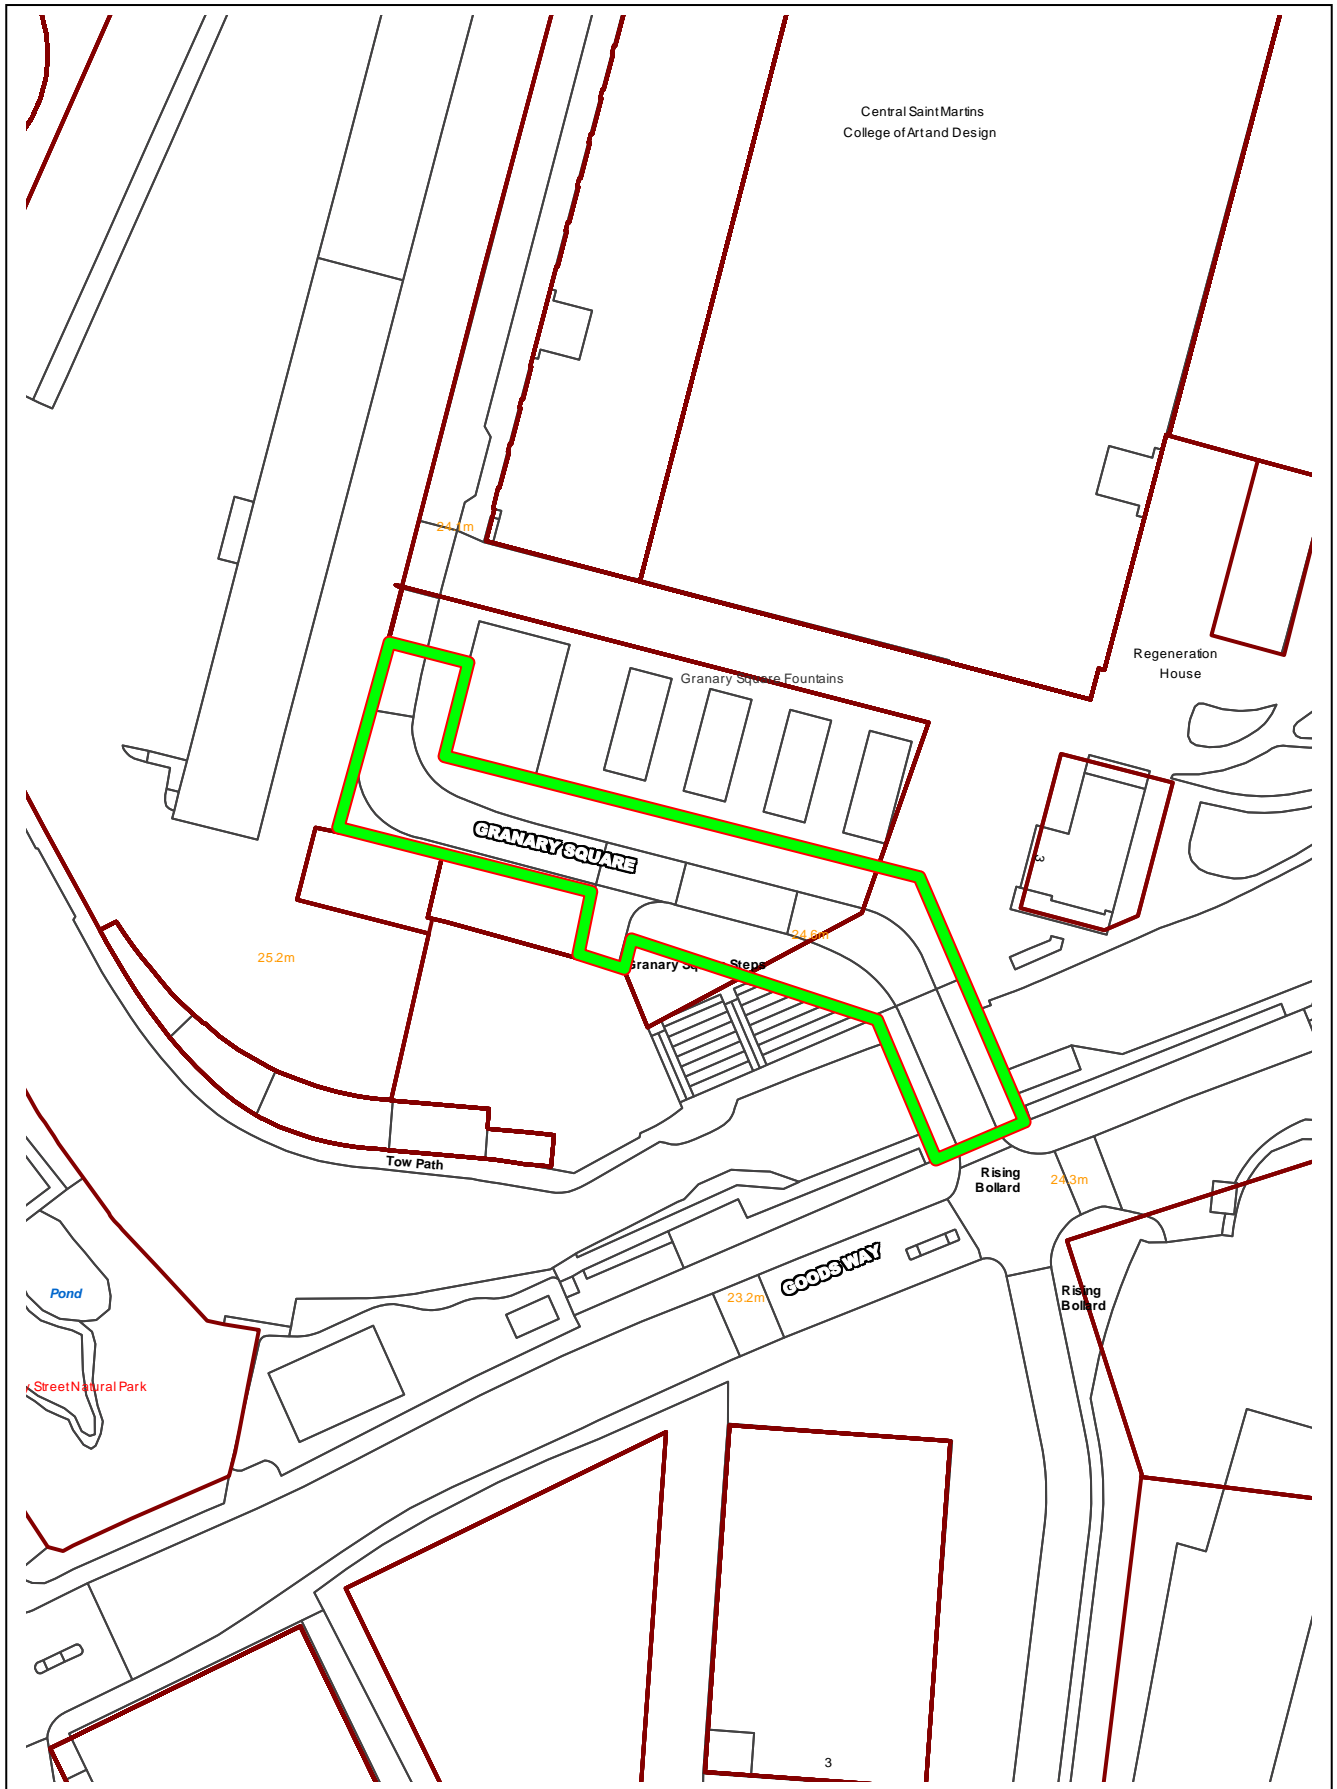 Central Saint Martins
College of Art and Design
24.1m
Regeneration
House
Granary Square Fountains
GRANARY SQUARE
3
24.6m
25.2m
Granary Square Steps
Tow Path
Rising
Bollard
24.3m
GOODS WAY
Pond
23.2m
Rising
Bollard
Street Natural Park
3